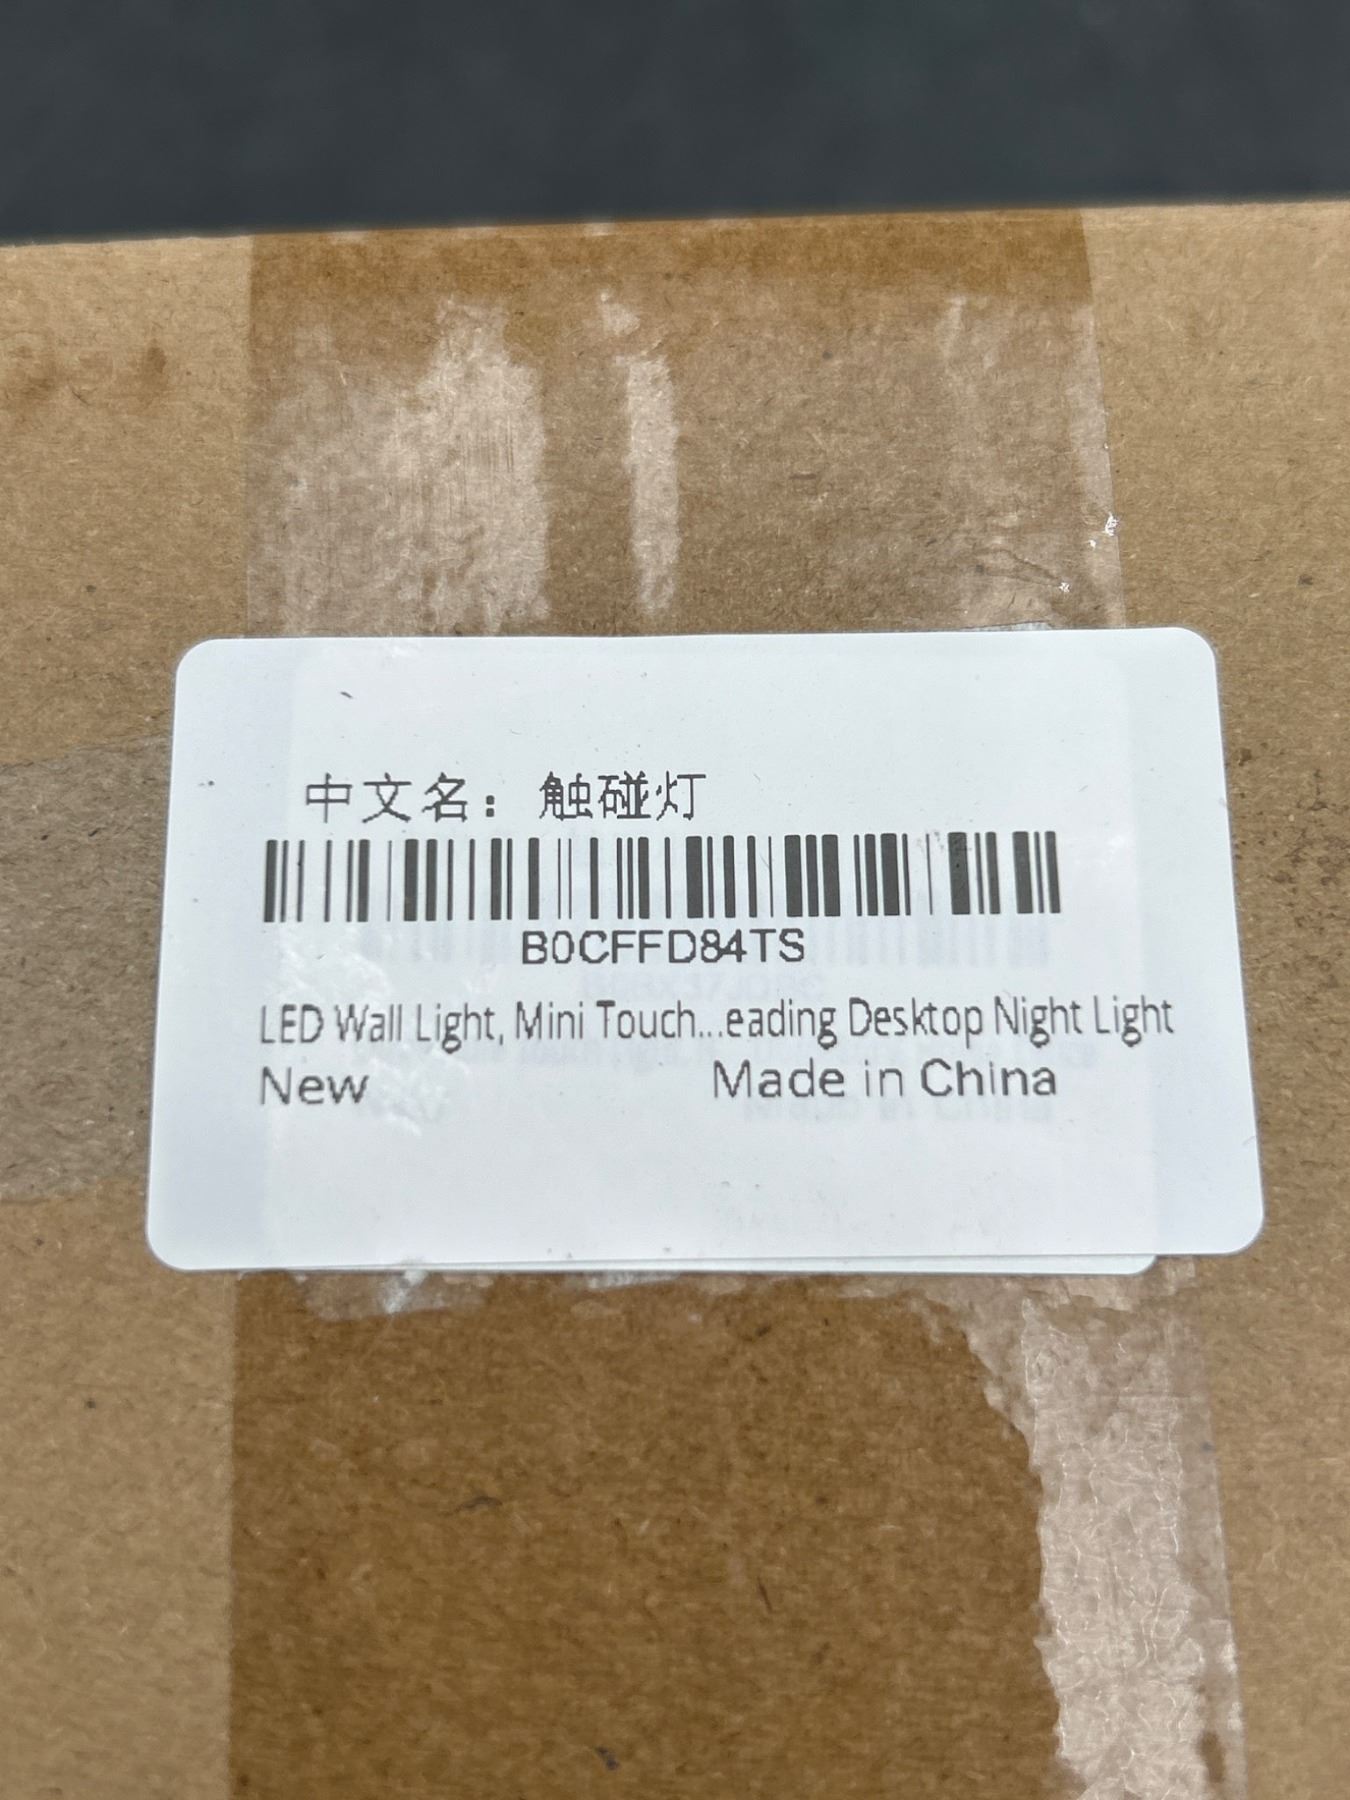 中文名： 触碰灯
B0CFFD84TS
LED Wall Light, Mini Touch...eading Desktop Night Light
New Made in China